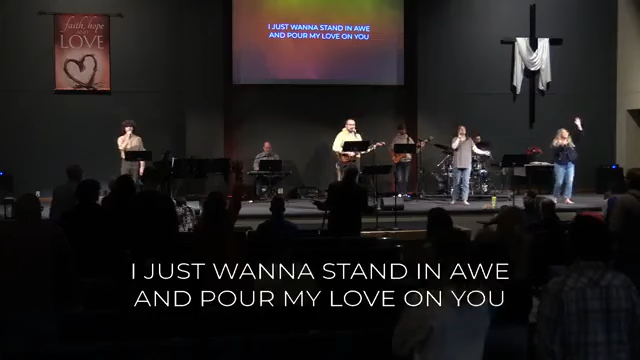 faith, hope
and
LOVE
I JUST WANNA STAND IN AWE
AND POUR MY LOVE ON YOU
I JUST WANNA STAND IN AWE
AND POUR MY LOVE ON YOU